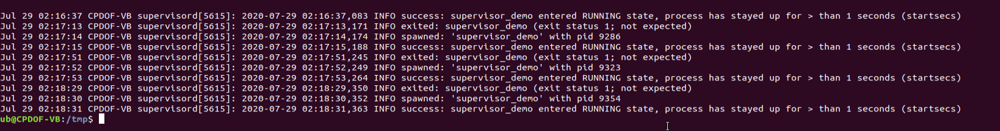 Jul 29 02:16:37 CPDOF-VB supervisord[5615]: 2020-07-29 02:16:37,083 INFO success: supervisor_demo entered RUNNING state, process has stayed up for > than 1 seconds (startsecs)
Jul 29 02:17:13 CPDOF-VB supervisord[5615]: 2020-07-29 02:17:13,171 INFO exited: supervisor_demo (exit status 1; not expected)
Jul 29 02:17:14 CPDOF-VB supervisord[5615]: 2020-07-29 02:17:14,174 INFO spawned: 'supervisor_demo' with pid 9286
Jul 29 02:17:15 CPDOF-VB supervisord[5615]: 2020-07-29 02:17:15,188 INFO success: supervisor_demo entered RUNNING state, process has stayed up for > than 1 seconds (startsecs)
Jul 29 02:17:51 CPDOF-VB supervisord[5615]: 2020-07-29 02:17:51,245 INFO exited: supervisor_demo (exit status 1; not expected)
Jul 29 02:17:52 CPDOF-VB supervisord[5615]: 2020-07-29 02:17:52,249 INFO spawned: 'supervisor_demo' with pid 9323
Jul 29 02:17:53 CPDOF-VB supervisord[5615]: 2020-07-29 02:17:53,264 INFO success: supervisor_demo entered RUNNING state, process has stayed up for > than 1 seconds (startsecs)
Jul 29 02:18:29 CPDOF-VB supervisord[5615]: 2020-07-29 02:18:29,350 INFO exited: supervisor_demo (exit status 1; not expected)
Jul 29 02:18:30 CPDOF-VB supervisord[5615]: 2020-07-29 02:18:30,352 INFO spawned: 'supervisor_demo' with pid 9354
Jul 29 02:18:31 CPDOF-VB supervisord[5615]: 2020-07-29 02:18:31,363 INFO success: supervisor_demo entered RUNNING state, process has stayed up for > than 1 seconds (startsecs)
ub@CPDOF-VB:/tmp$